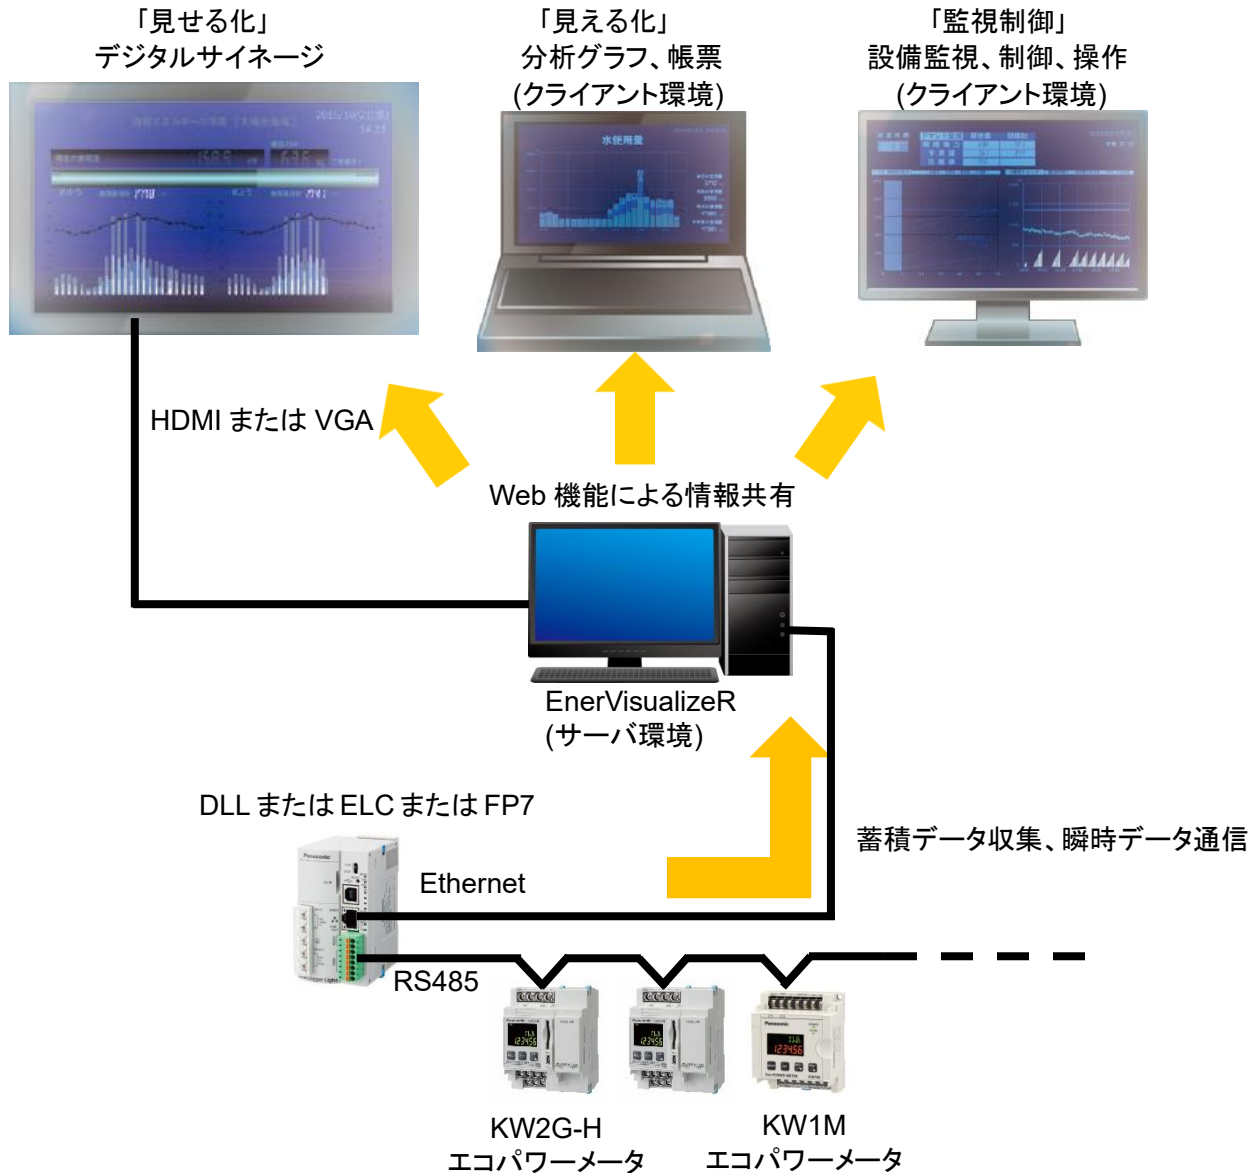 「見せる化」
デジタルサイネージ
「見える化」
分析グラフ、帳票
(クライアント環境)
「監視制御」
設備監視、制御、操作
(クライアント環境)
水使用量
HDMI または VGA
Web 機能による情報共有
EnerVisualizeR
(サーバ環境)
DLL または ELC または FP7
蓄積データ収集、瞬時データ通信
Panasonic
Ethernet
RS485
Panasonic
123456
123456
Panasonic
123456
KW2G-H
エコパワーメータ
KW1M
エコパワーメータ